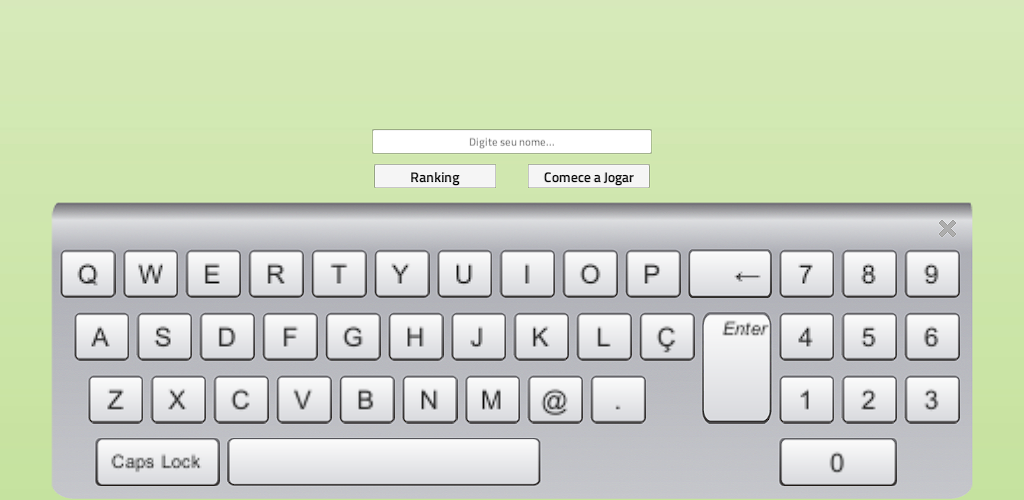 Digite seu nome...
Ranking Comece a Jogar
Q W E R T Y U I O P ← 7 8 9
A S D F G H J K L Ç Enter 4 5 6
Z X C V B N M @ . 1 2 3
Caps Lock 0